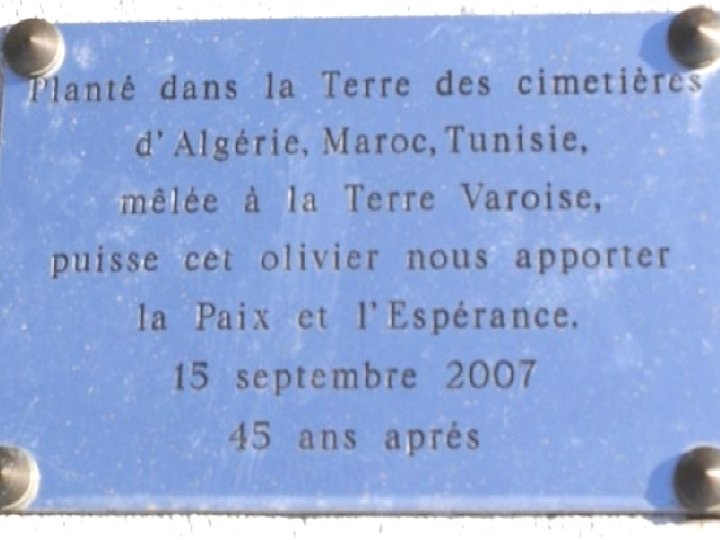 Planté dans la Terre des cimetières
d'Algérie, Maroc, Tunisie,
mêlée à la Terre Varoise,
puisse cet olivier nous apporter
la Paix et l'Espérance.
15 septembre 2007
45 ans aprés